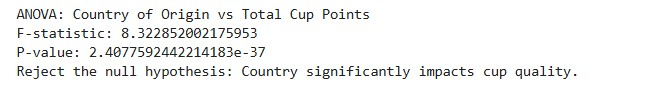 ANOVA: Country of Origin vs Total Cup Points
F-statistic: 8.322852002175953
P-value: 2.4077592442214183e-37
Reject the null hypothesis: Country significantly impacts cup quality.